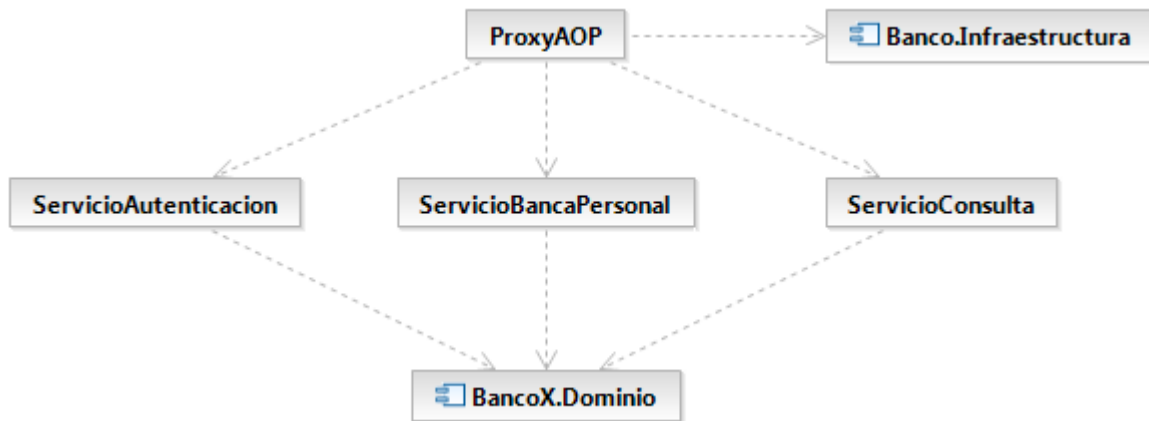 ProxyAOP
Banco.Infraestructura
ServicioAutenticacion
ServicioBancaPersonal
ServicioConsulta
BancoX.Dominio